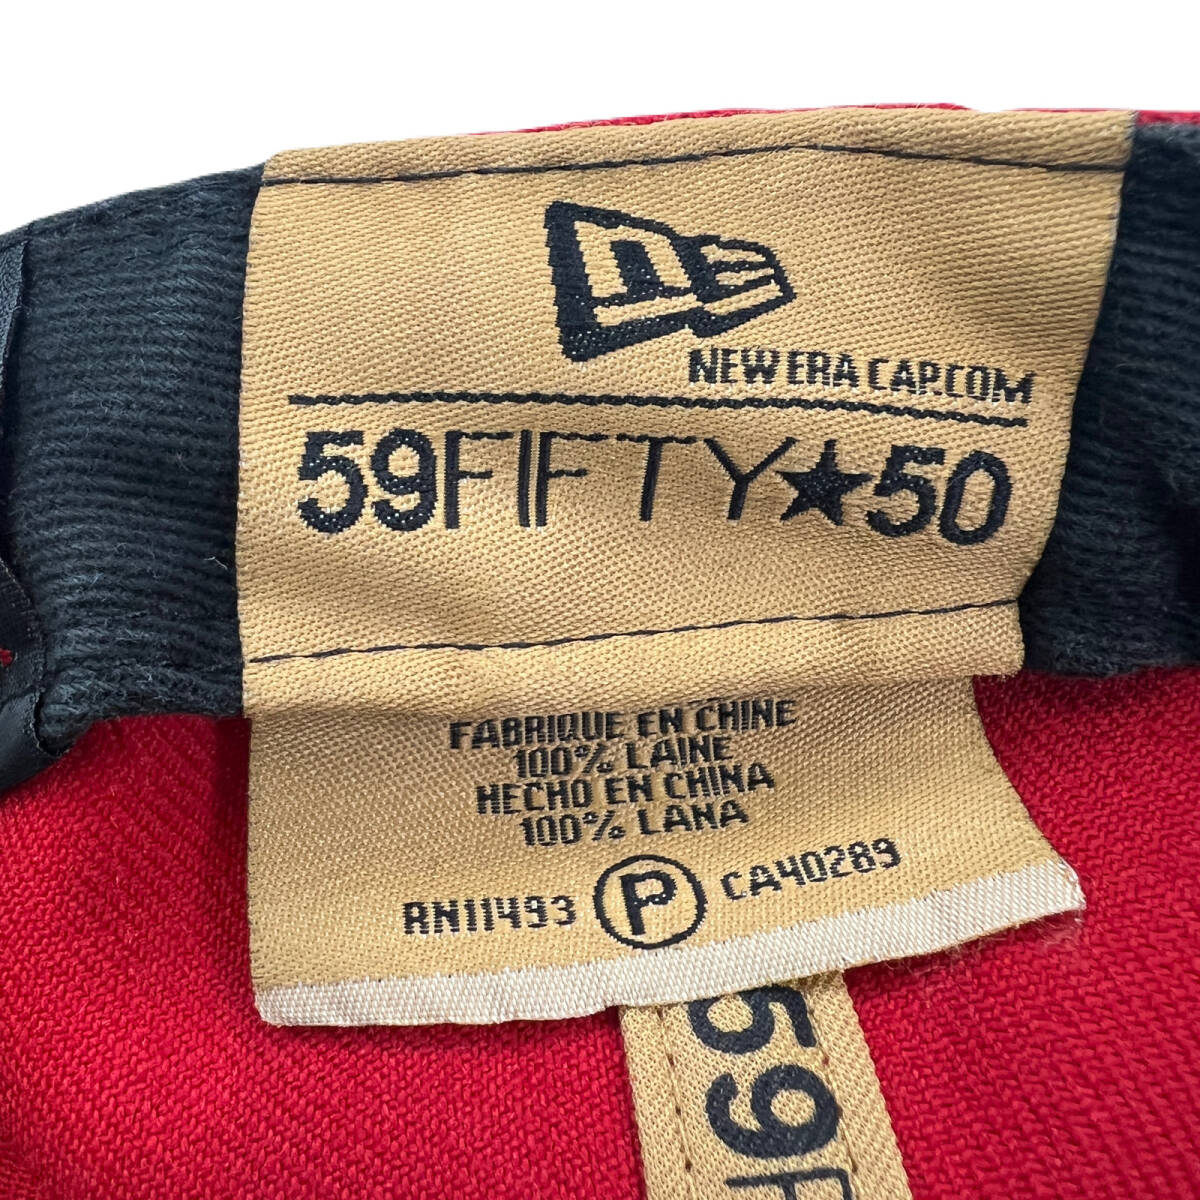 ne
NEW ERA CAP.COM
59FIFTY★50
FABRIQUE EN CHINE
100% LAINE
HECHO EN CHINA
100% LANA
RN11493 P CA40289
59F